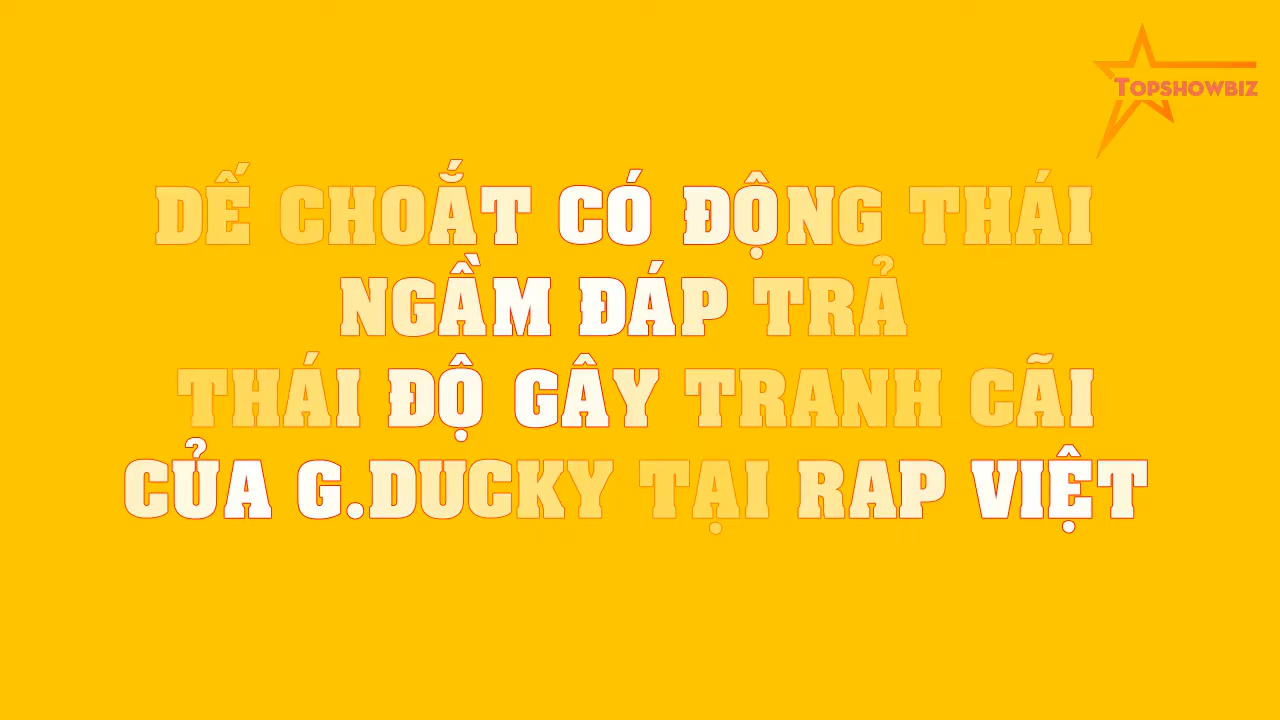 TOPSHOWBIZ
DẾ CHOẮT CÓ ĐỘNG THÁI
NGẦM ĐÁP TRẢ
THÁI ĐỘ GÂY TRANH CÃI
CỦA G.DUCKY TẠI RAP VIỆT